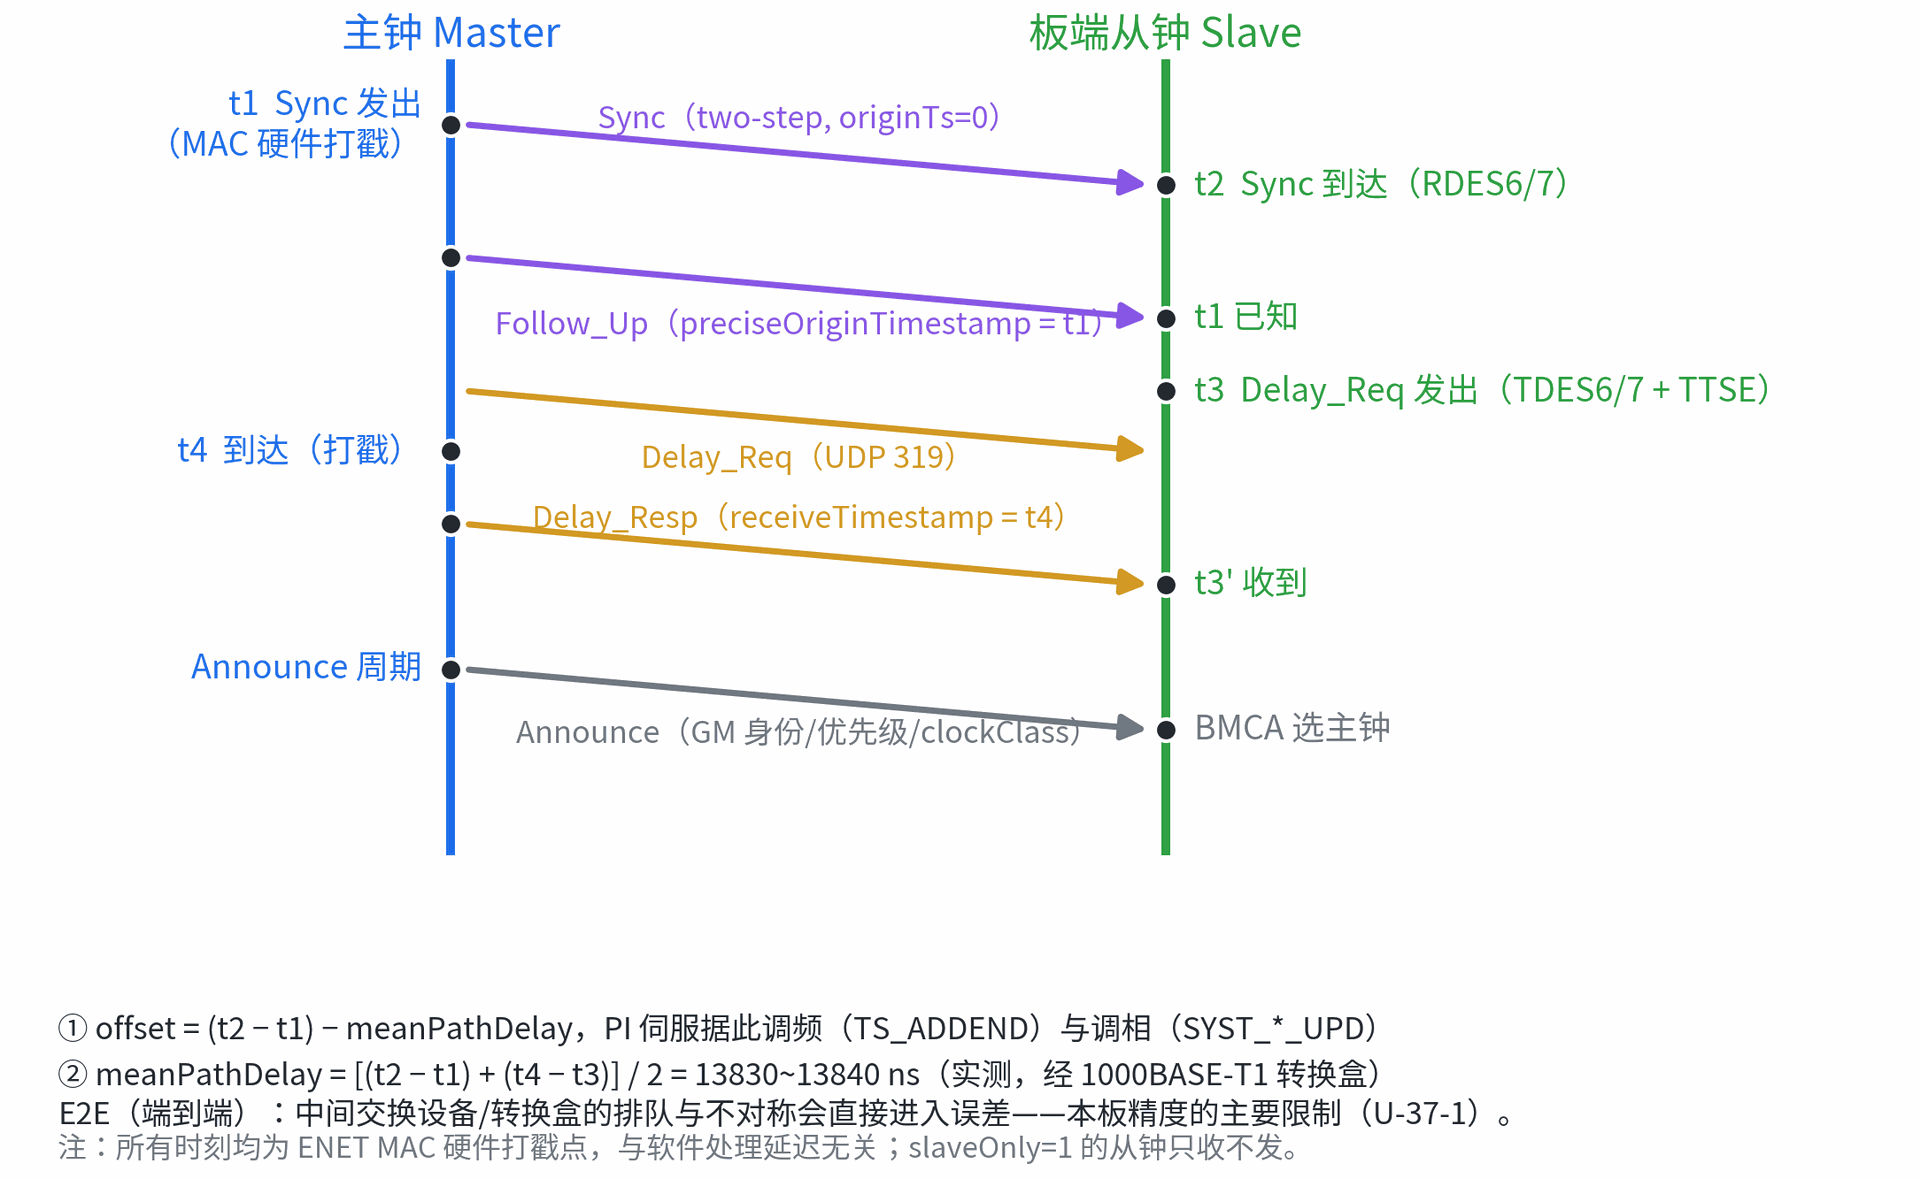 主钟 Master
板端从钟 Slave
t1  Sync 发出
（MAC 硬件打戳）
Sync（two-step, originTs=0）
t2  Sync 到达（RDES6/7）
Follow_Up（preciseOriginTimestamp = t1）
t1 已知
t3  Delay_Req 发出（TDES6/7 + TTSE）
t4  到达（打戳）
Delay_Req（UDP 319）
Delay_Resp（receiveTimestamp = t4）
t3' 收到
Announce 周期
Announce（GM 身份/优先级/clockClass）
BMCA 选主钟
① offset = (t2 − t1) − meanPathDelay，PI 伺服据此调频（TS_ADDEND）与调相（SYST_*_UPD）
② meanPathDelay = [(t2 − t1) + (t4 − t3)] / 2 = 13830~13840 ns（实测，经 1000BASE-T1 转换盒）
E2E（端到端）：中间交换设备/转换盒的排队与不对称会直接进入误差——本板精度的主要限制（U-37-1）。
注：所有时刻均为 ENET MAC 硬件打戳点，与软件处理延迟无关；slaveOnly=1 的从钟只收不发。